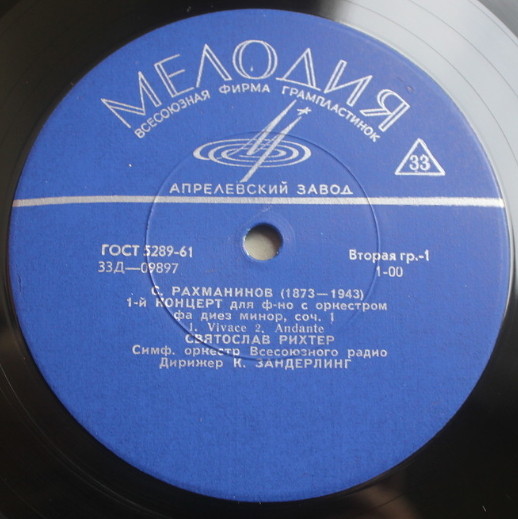 МЕЛОДИЯ
ВСЕСОЮЗНАЯ ФИРМА ГРАМПЛАСТИНОК
33
АПРЕЛЕВСКИЙ ЗАВОД
ГОСТ 5289-61 Вторая гр.-1
33Д—09897 1-00
С. РАХМАНИНОВ (1873—1943)
1-й КОНЦЕРТ для ф-но с оркестром
фа диез минор, соч. 1
1. Vivace 2. Andante
СВЯТОСЛАВ РИХТЕР
Симф. оркестр Всесоюзного радио
Дирижер К. ЗАНДЕРЛИНГ